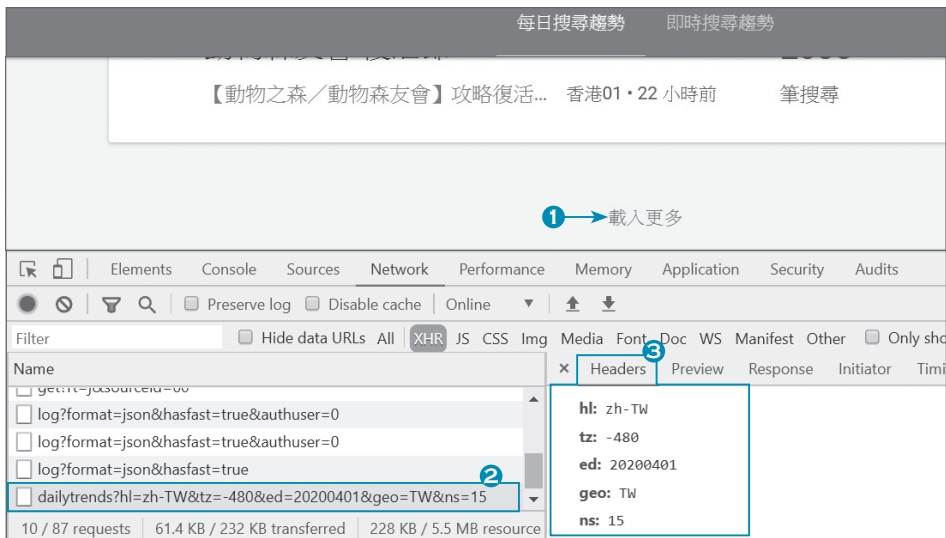 每日搜尋趨勢 即時搜尋趨勢
【動物之森／動物森友會】攻略復活... 香港01・22 小時前 筆搜尋
1 載入更多
Elements Console Sources Network Performance Memory Application Security Audits
Preserve log Disable cache Online ▼
Filter Hide data URLs All XHR JS CSS Img Media Font Doc WS Manifest Other Only sho
3
Name × Headers Preview Response Initiator Timi
log?format=json&hasfast=true&authuser=0
log?format=json&hasfast=true&authuser=0
log?format=json&hasfast=true
2
dailytrends?hl=zh-TW&tz=-480&ed=20200401&geo=TW&ns=15
10 / 87 requests 61.4 KB / 232 KB transferred 228 KB / 5.5 MB resource
hl: zh-TW
tz: -480
ed: 20200401
geo: TW
ns: 15